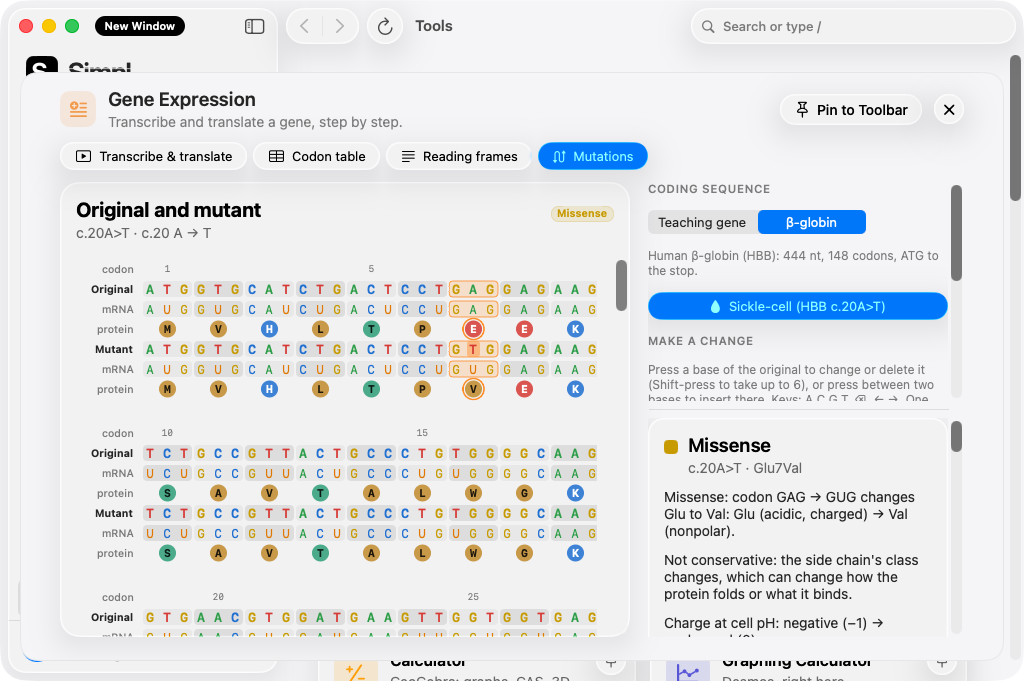 New Window
Tools
Search or type /
Gene Expression
Transcribe and translate a gene, step by step.
Pin to Toolbar
Transcribe & translate
Codon table
Reading frames
Mutations
Original and mutant
c.20A>T · c.20 A → T
Missense
codon 1 5
Original A T G G T G C A T C T G A C T C C T G A G G A G A A G
mRNA A U G G U G C A U C U G A C U C C U G A G G A G A A G
protein M V H L T P E E K
Mutant A T G G T G C A T C T G A C T C C T G T G G A G A A G
mRNA A U G G U G C A U C U G A C U C C U G U G G A G A A G
protein M V H L T P V E K
codon 10 15
Original T C T G C C G T T A C T G C C C T G T G G G G C A A G
mRNA U C U G C C G U U A C U G C C C U G U G G G G C A A G
protein S A V T A L W G K
Mutant T C T G C C G T T A C T G C C C T G T G G G G C A A G
mRNA U C U G C C G U U A C U G C C C U G U G G G G C A A G
protein S A V T A L W G K
codon 20 25
Original G T G A A C G T G G A T G A A G T T G G T G G T G A G
CODING SEQUENCE
Teaching gene
β-globin
Human β-globin (HBB): 444 nt, 148 codons, ATG to
the stop.
Sickle-cell (HBB c.20A>T)
MAKE A CHANGE
Press a base of the original to change or delete it
(Shift-press to take up to 6), or press between two
bases to insert there. Keys: A C G T, ⌫, ← →. One
Missense
c.20A>T · Glu7Val
Missense: codon GAG → GUG changes
Glu to Val: Glu (acidic, charged) → Val
(nonpolar).
Not conservative: the side chain's class
changes, which can change how the
protein folds or what it binds.
Charge at cell pH: negative (−1) →
Calculator
Graphing Calculator